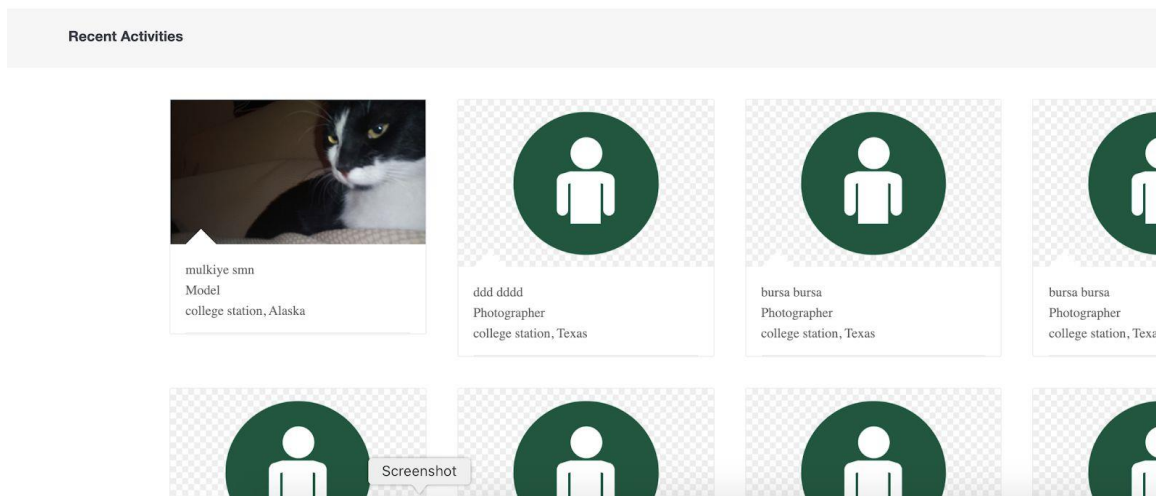 Recent Activities
mulkiye smn
Model
college station, Alaska
ddd dddd
Photographer
college station, Texas
bursa bursa
Photographer
college station, Texas
bursa bursa
Photographer
college station, Texa
Screenshot